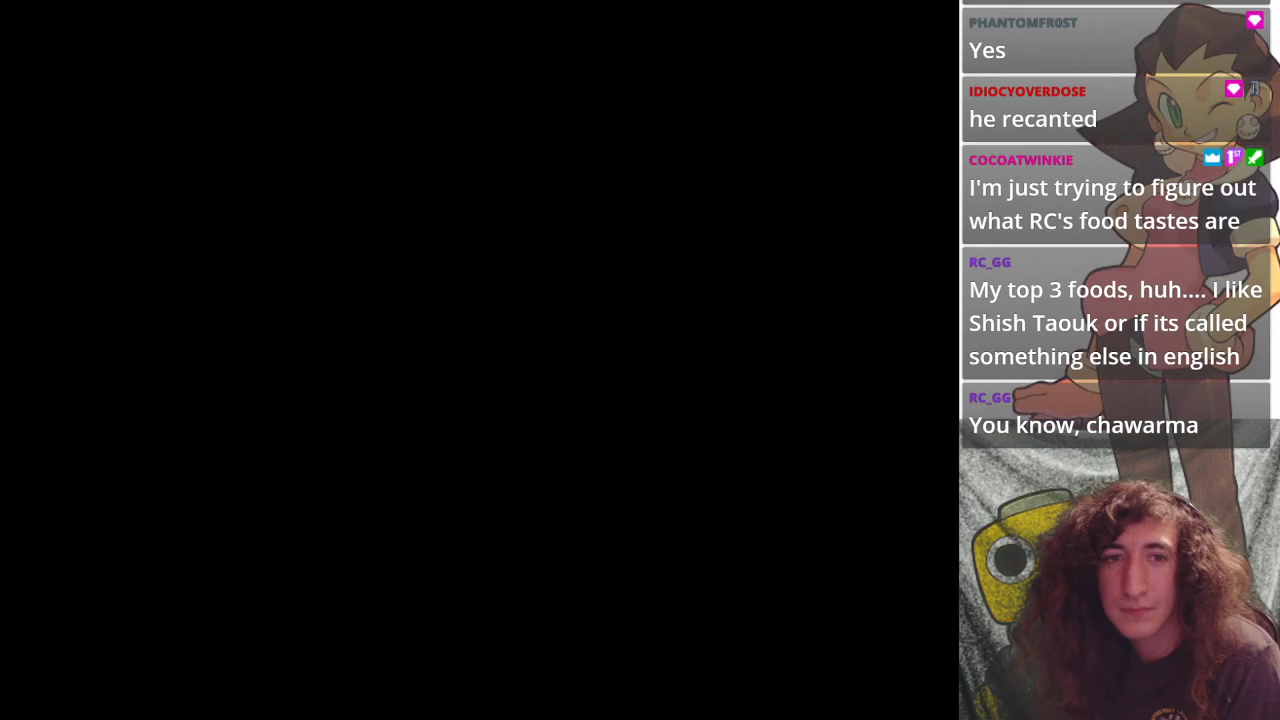 PHANTOMFR0ST
Yes
IDIOCYOVERDOSE
he recanted
COCOATWINKIE
1ST
I'm just trying to figure out
what RC's food tastes are
RC_GG
My top 3 foods, huh.... I like
Shish Taouk or if its called
something else in english
RC_GG
You know, chawarma